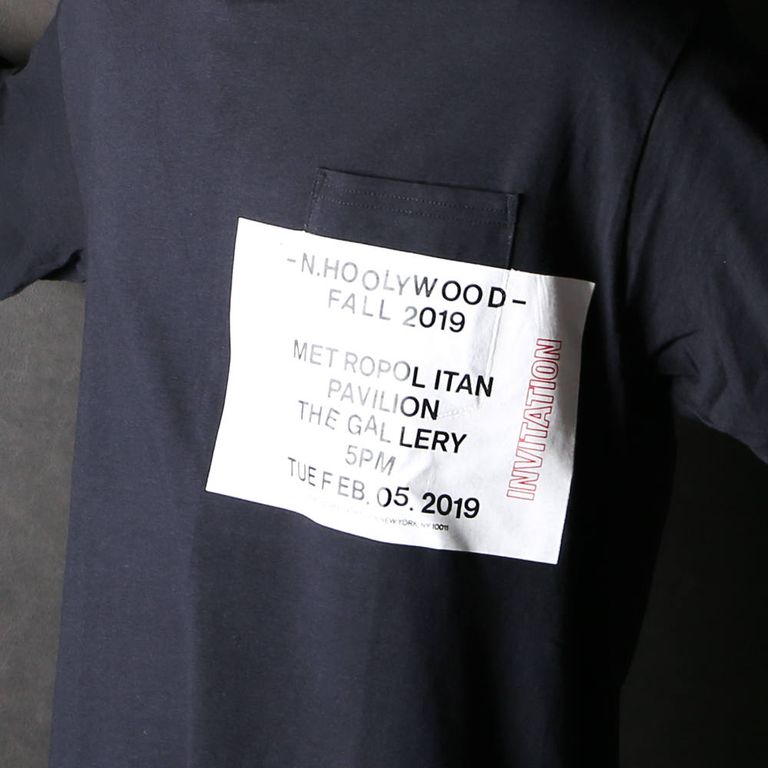 -N.HOOLYWOOD-
FALL 2019
METROPOLITAN
PAVILION
THE GALLERY
5PM
TUE FEB. 05. 2019
NEW YORK, NY 10011
INVITATION